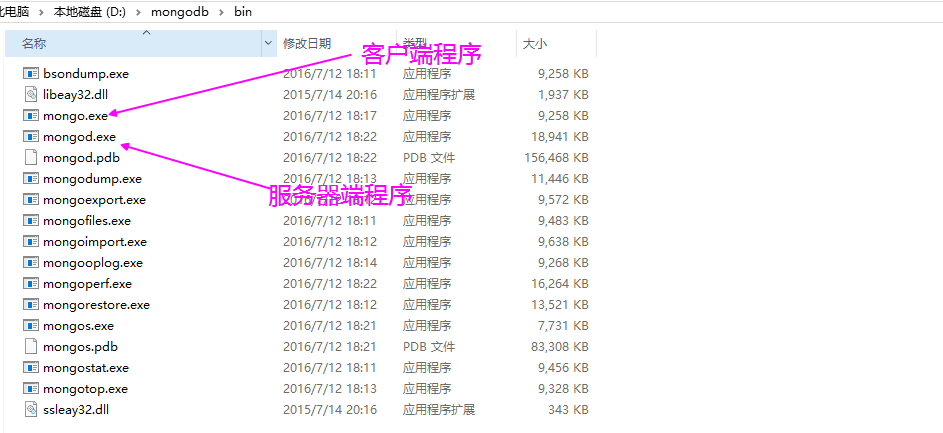 此电脑 › 本地磁盘 (D:) › mongodb › bin
名称 修改日期 类型 大小
客户端程序
bsondump.exe 2016/7/12 18:11 应用程序 9,258 KB
libeay32.dll 2015/7/14 20:16 应用程序扩展 1,937 KB
mongo.exe 2016/7/12 18:17 应用程序 9,258 KB
mongod.exe 2016/7/12 18:22 应用程序 18,941 KB
mongod.pdb 2016/7/12 18:22 PDB 文件 156,468 KB
mongodump.exe 2016/7/12 18:13 应用程序 11,446 KB
服务器端程序
mongoexport.exe 应用程序 9,572 KB
mongofiles.exe 2016/7/12 18:11 应用程序 9,483 KB
mongoimport.exe 2016/7/12 18:12 应用程序 9,638 KB
mongooplog.exe 2016/7/12 18:14 应用程序 9,268 KB
mongoperf.exe 2016/7/12 18:22 应用程序 16,264 KB
mongorestore.exe 2016/7/12 18:12 应用程序 13,521 KB
mongos.exe 2016/7/12 18:21 应用程序 7,731 KB
mongos.pdb 2016/7/12 18:21 PDB 文件 83,308 KB
mongostat.exe 2016/7/12 18:11 应用程序 9,456 KB
mongotop.exe 2016/7/12 18:13 应用程序 9,328 KB
ssleay32.dll 2015/7/14 20:16 应用程序扩展 343 KB